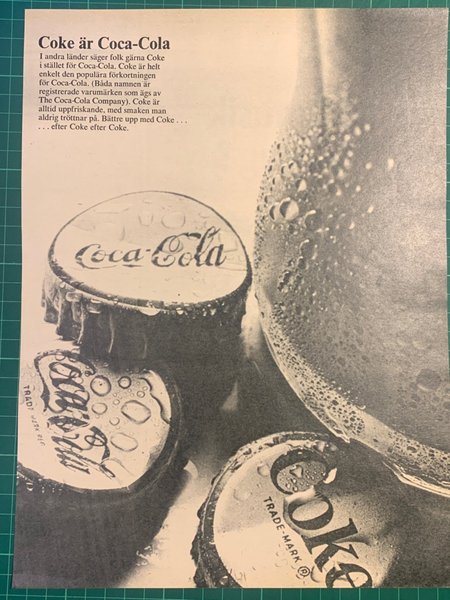 Coke är Coca-Cola
I andra länder säger folk gärna Coke
i stället för Coca-Cola. Coke är helt
enkelt den populära förkortningen
för Coca-Cola. (Båda namnen är
registrerade varumärken som ägs av
The Coca-Cola Company). Coke är
alltid uppfriskande, med smaken man
aldrig tröttnar på. Bättre upp med Coke . . .
. . . efter Coke efter Coke.
Coca-Cola
Coca-Cola
TRADE MARK REG
Coke
TRADE-MARK ®